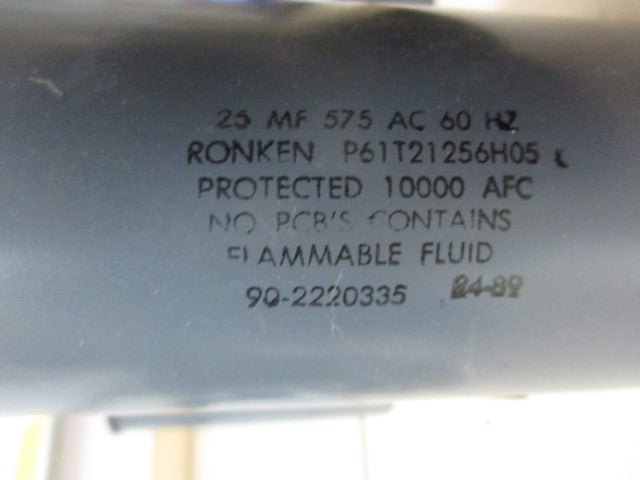 25 MF 575 AC 60 HZ
RONKEN P61T21256H05
PROTECTED 10000 AFC
NO PCB'S CONTAINS
FLAMMABLE FLUID
90-2220335 24-89